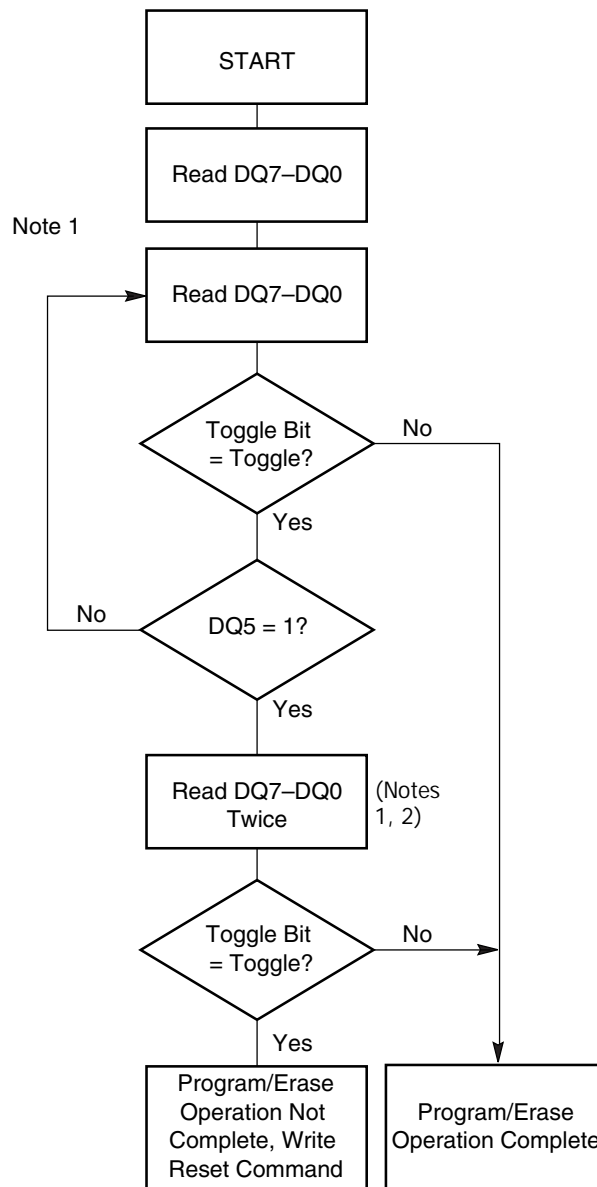 START
Read DQ7–DQ0
Note 1
Read DQ7–DQ0
Toggle Bit
= Toggle?
No
Yes
No
DQ5 = 1?
Yes
Read DQ7–DQ0
Twice
(Notes
1, 2)
Toggle Bit
= Toggle?
No
Yes
Program/Erase
Operation Not
Complete, Write
Reset Command
Program/Erase
Operation Complete